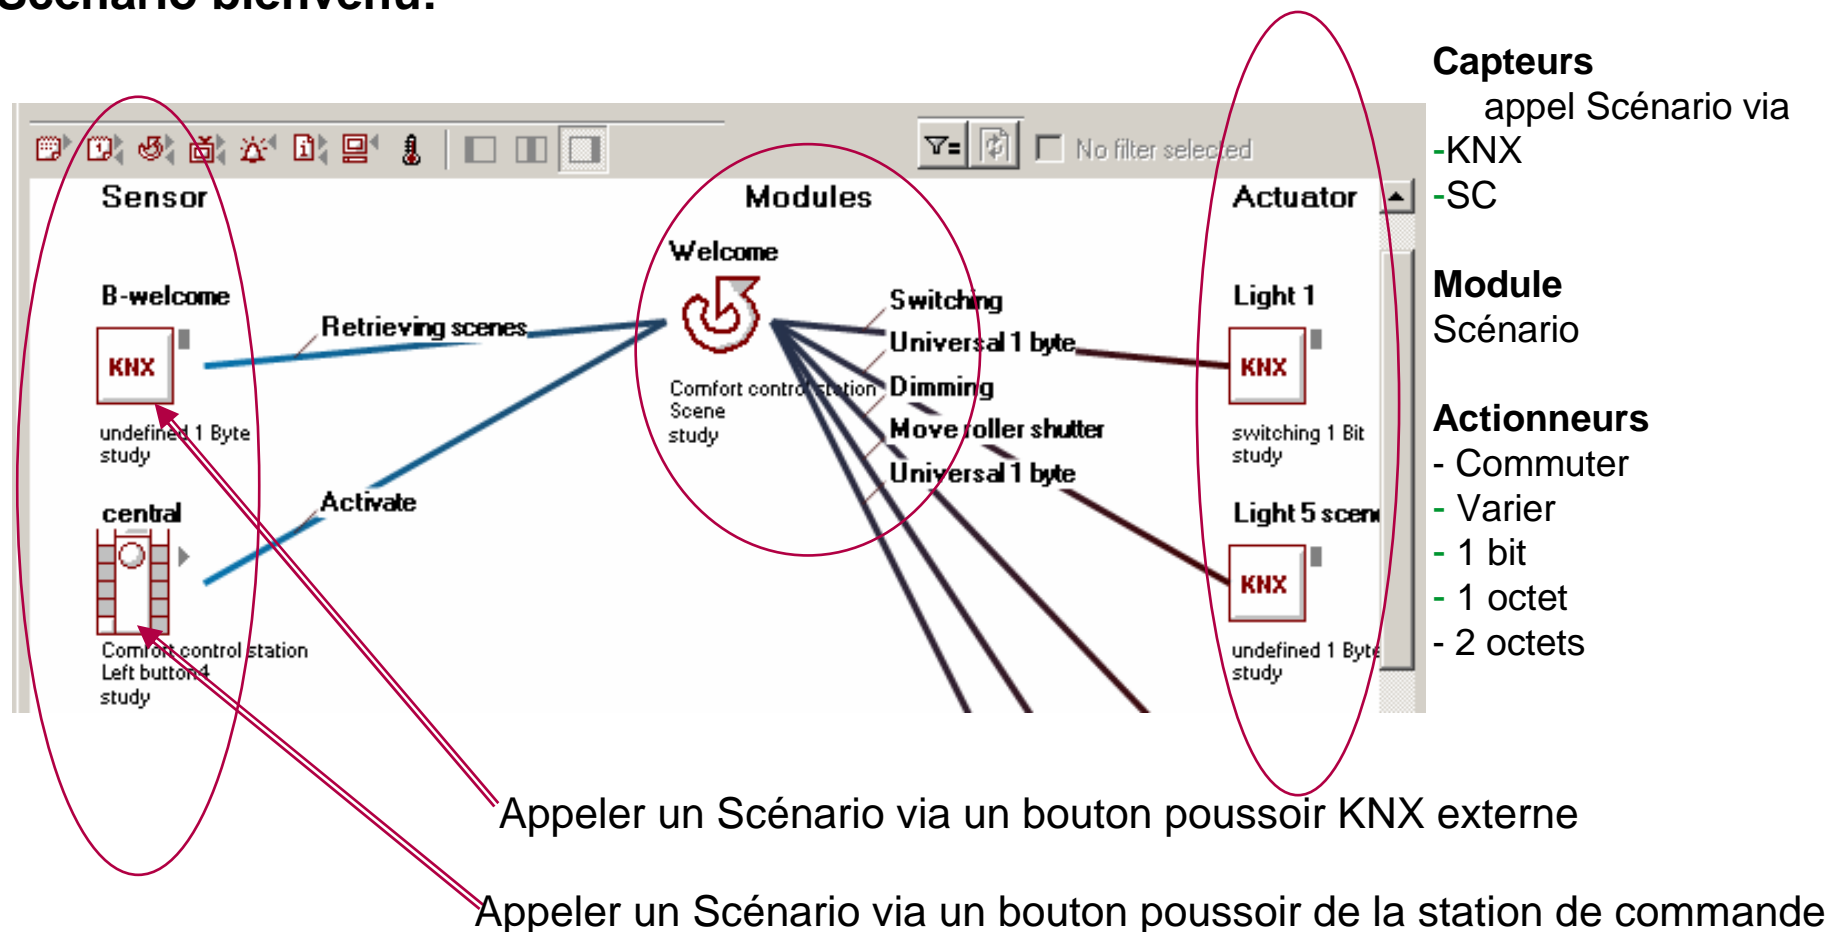 Scénario bienvenu:
No filter selected
Sensor
Modules
Actuator
Welcome
B-welcome
Retrieving scenes
KNX
undefined 1 Byte
study
central
Activate
Comfort control station
Left button4
study
Comfort control station
Scene
study
Switching
Universal 1 byte
Dimming
Move roller shutter
Universal 1 byte
Light 1
KNX
switching 1 Bit
study
Light 5 scene
KNX
undefined 1 Byte
study
Capteurs
appel Scénario via
-KNX
-SC
Module
Scénario
Actionneurs
- Commuter
- Varier
- 1 bit
- 1 octet
- 2 octets
Appeler un Scénario via un bouton poussoir KNX externe
Appeler un Scénario via un bouton poussoir de la station de commande